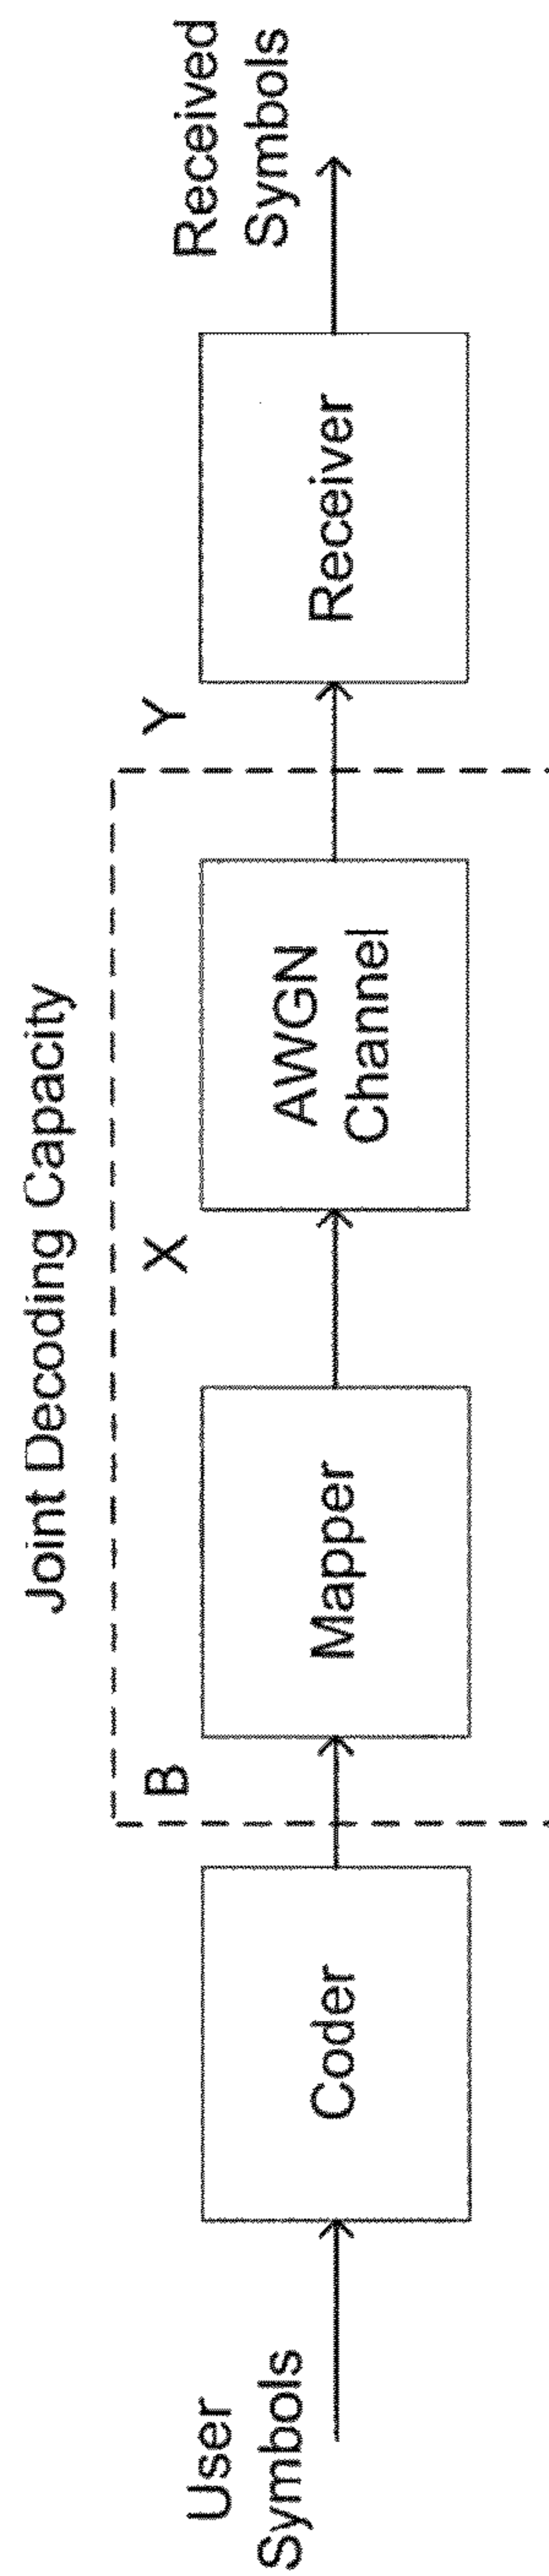 Joint Decoding Capacity
User
Symbols
Coder
B
Mapper
X
AWGN
Channel
Y
Receiver
Received
Symbols